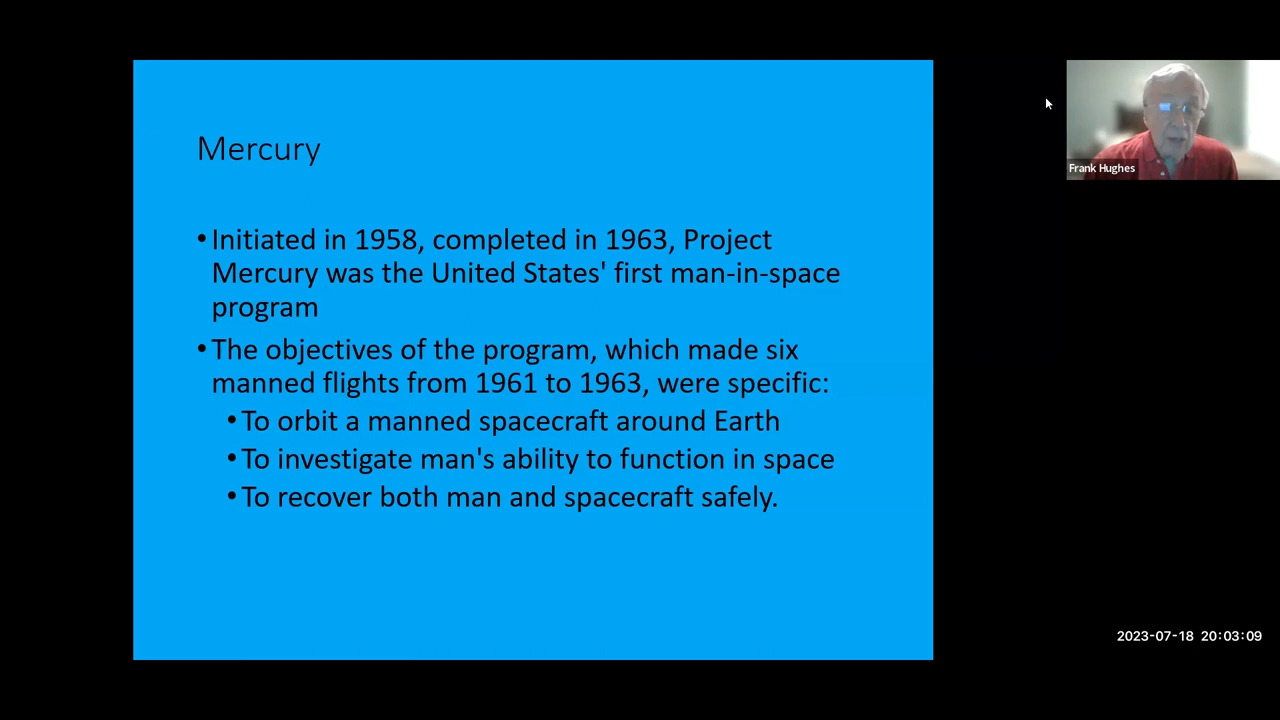 Mercury
•Initiated in 1958, completed in 1963, Project
Mercury was the United States' first man-in-space
program
•The objectives of the program, which made six
manned flights from 1961 to 1963, were specific:
•To orbit a manned spacecraft around Earth
•To investigate man's ability to function in space
•To recover both man and spacecraft safely.
Frank Hughes
2023-07-18 20:03:09